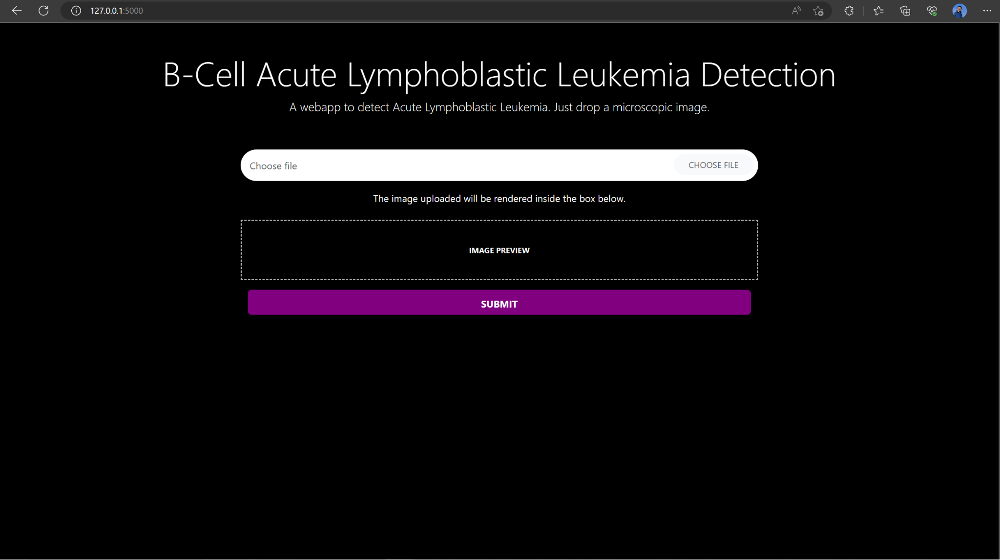 127.0.0.1:5000
B-Cell Acute Lymphoblastic Leukemia Detection
A webapp to detect Acute Lymphoblastic Leukemia. Just drop a microscopic image.
Choose file
CHOOSE FILE
The image uploaded will be rendered inside the box below.
IMAGE PREVIEW
SUBMIT